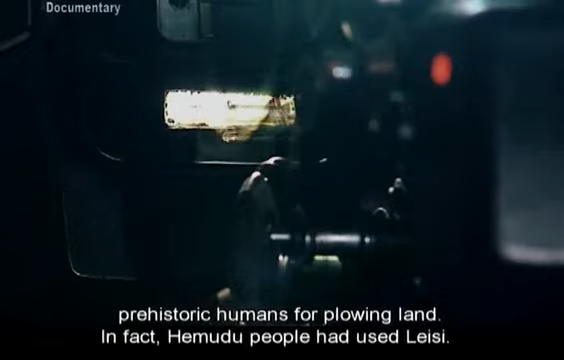 Documentary
prehistoric humans for plowing land.
In fact, Hemudu people had used Leisi.